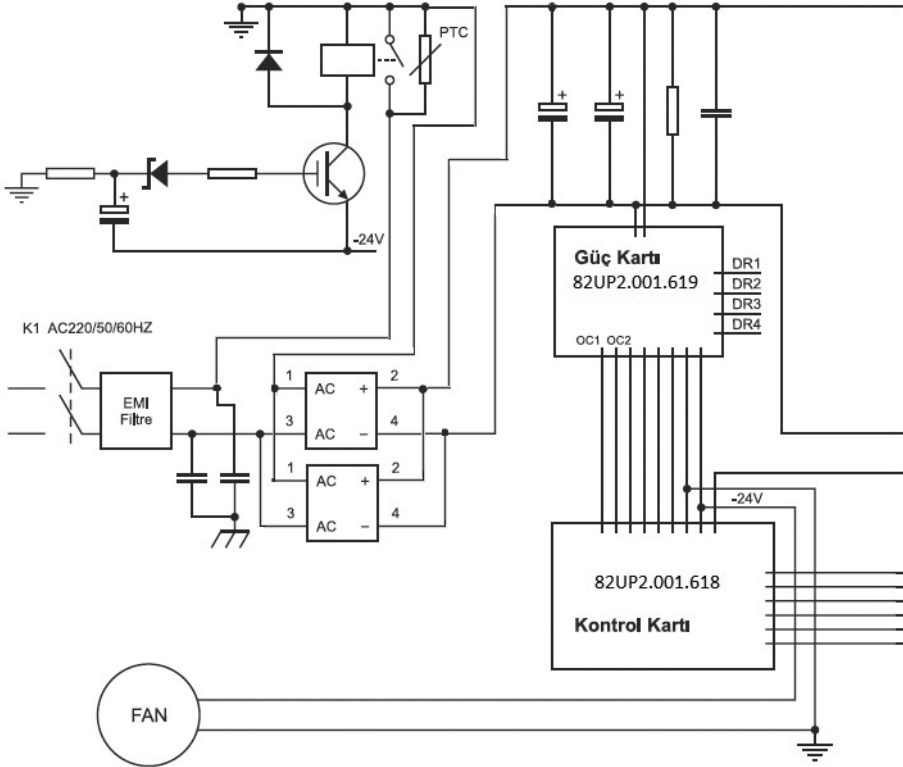 PTC
+
+
+
-24V
Güç Kartı
82UP2.001.619
DR1
DR2
DR3
DR4
OC1 OC2
K1 AC220/50/60HZ
EMI
Filtre
1 AC + 2
3 AC - 4
1 AC + 2
3 AC - 4
-24V
82UP2.001.618
Kontrol Kartı
FAN